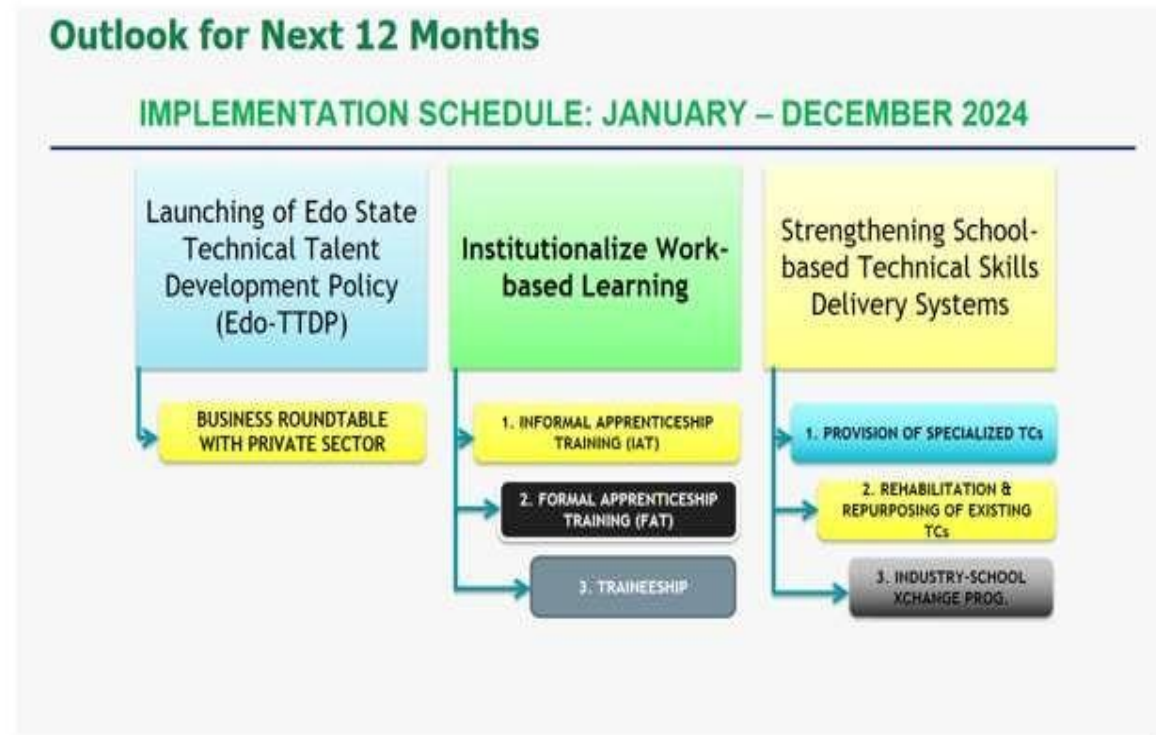 Outlook for Next 12 Months
IMPLEMENTATION SCHEDULE: JANUARY – DECEMBER 2024
Launching of Edo State
Technical Talent
Development Policy
(Edo-TTDP)
BUSINESS ROUNDTABLE
WITH PRIVATE SECTOR
Institutionalize Work-
based Learning
1. INFORMAL APPRENTICESHIP
TRAINING (IAT)
2. FORMAL APPRENTICESHIP
TRAINING (FAT)
3. TRAINEESHIP
Strengthening School-
based Technical Skills
Delivery Systems
1. PROVISION OF SPECIALIZED TCs
2. REHABILITATION &
REPURPOSING OF EXISTING
TCs
3. INDUSTRY-SCHOOL
XCHANGE PROG.